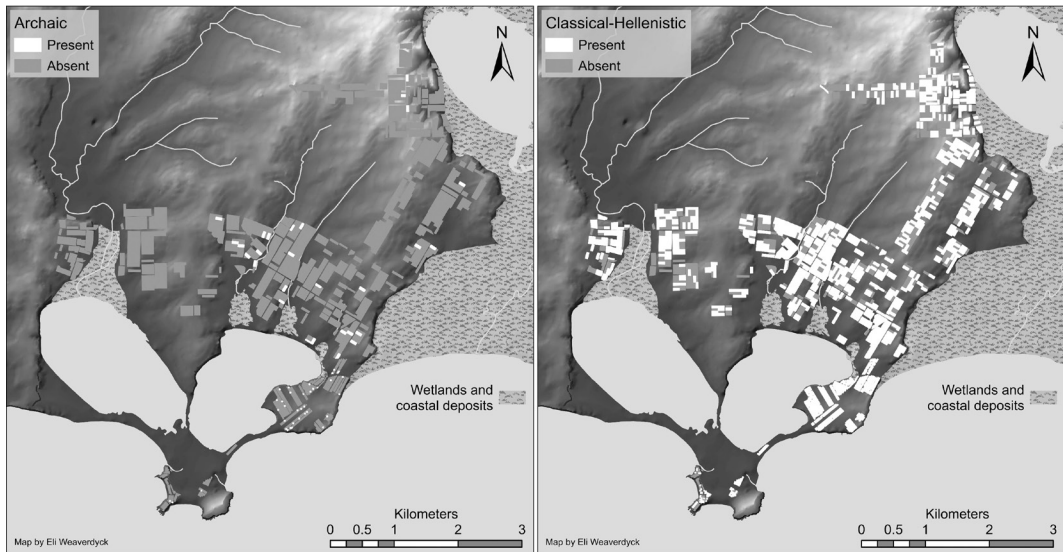 Archaic
Present
Absent
N
Wetlands and
coastal deposits
Kilometers
0 0.5 1 2 3
Map by Eli Weaverdyck
Classical-Hellenistic
Present
Absent
N
Wetlands and
coastal deposits
Kilometers
0 0.5 1 2 3
Map by Eli Weaverdyck